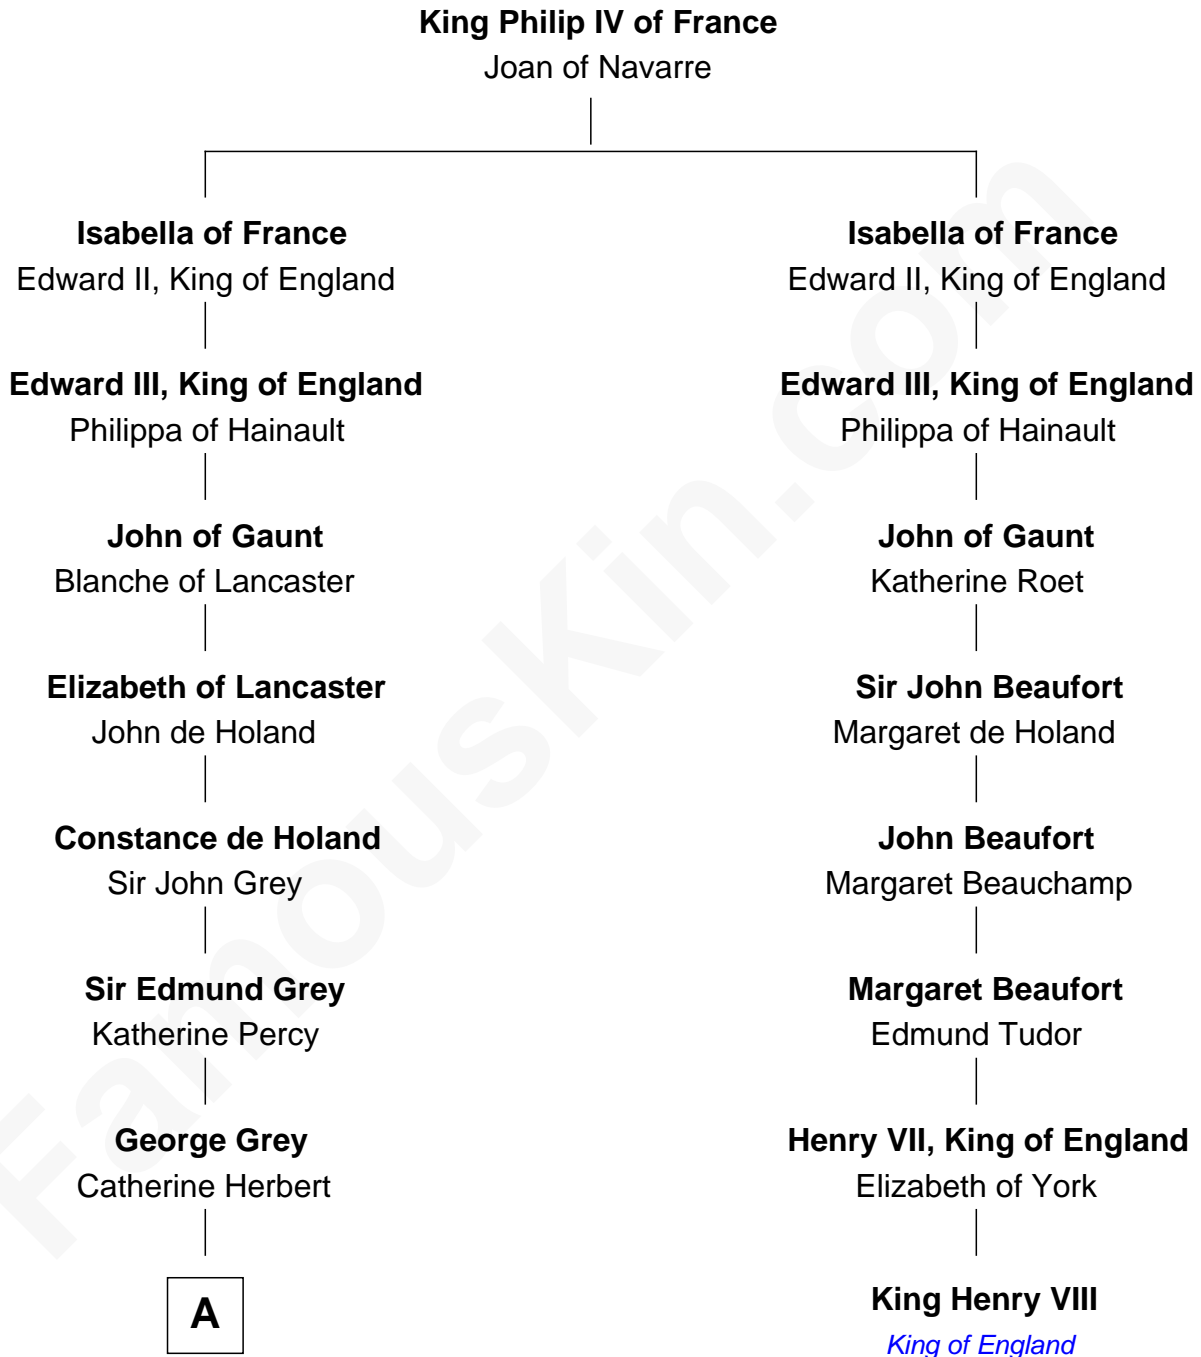 King Philip IV of France
Joan of Navarre
Isabella of France
Edward II, King of England
Edward III, King of England
Philippa of Hainault
John of Gaunt
Blanche of Lancaster
Elizabeth of Lancaster
John de Holand
Constance de Holand
Sir John Grey
Sir Edmund Grey
Katherine Percy
George Grey
Catherine Herbert
A
Isabella of France
Edward II, King of England
Edward III, King of England
Philippa of Hainault
John of Gaunt
Katherine Roet
Sir John Beaufort
Margaret de Holand
John Beaufort
Margaret Beauchamp
Margaret Beaufort
Edmund Tudor
Henry VII, King of England
Elizabeth of York
King Henry VIII
King of England
FamousKin.com